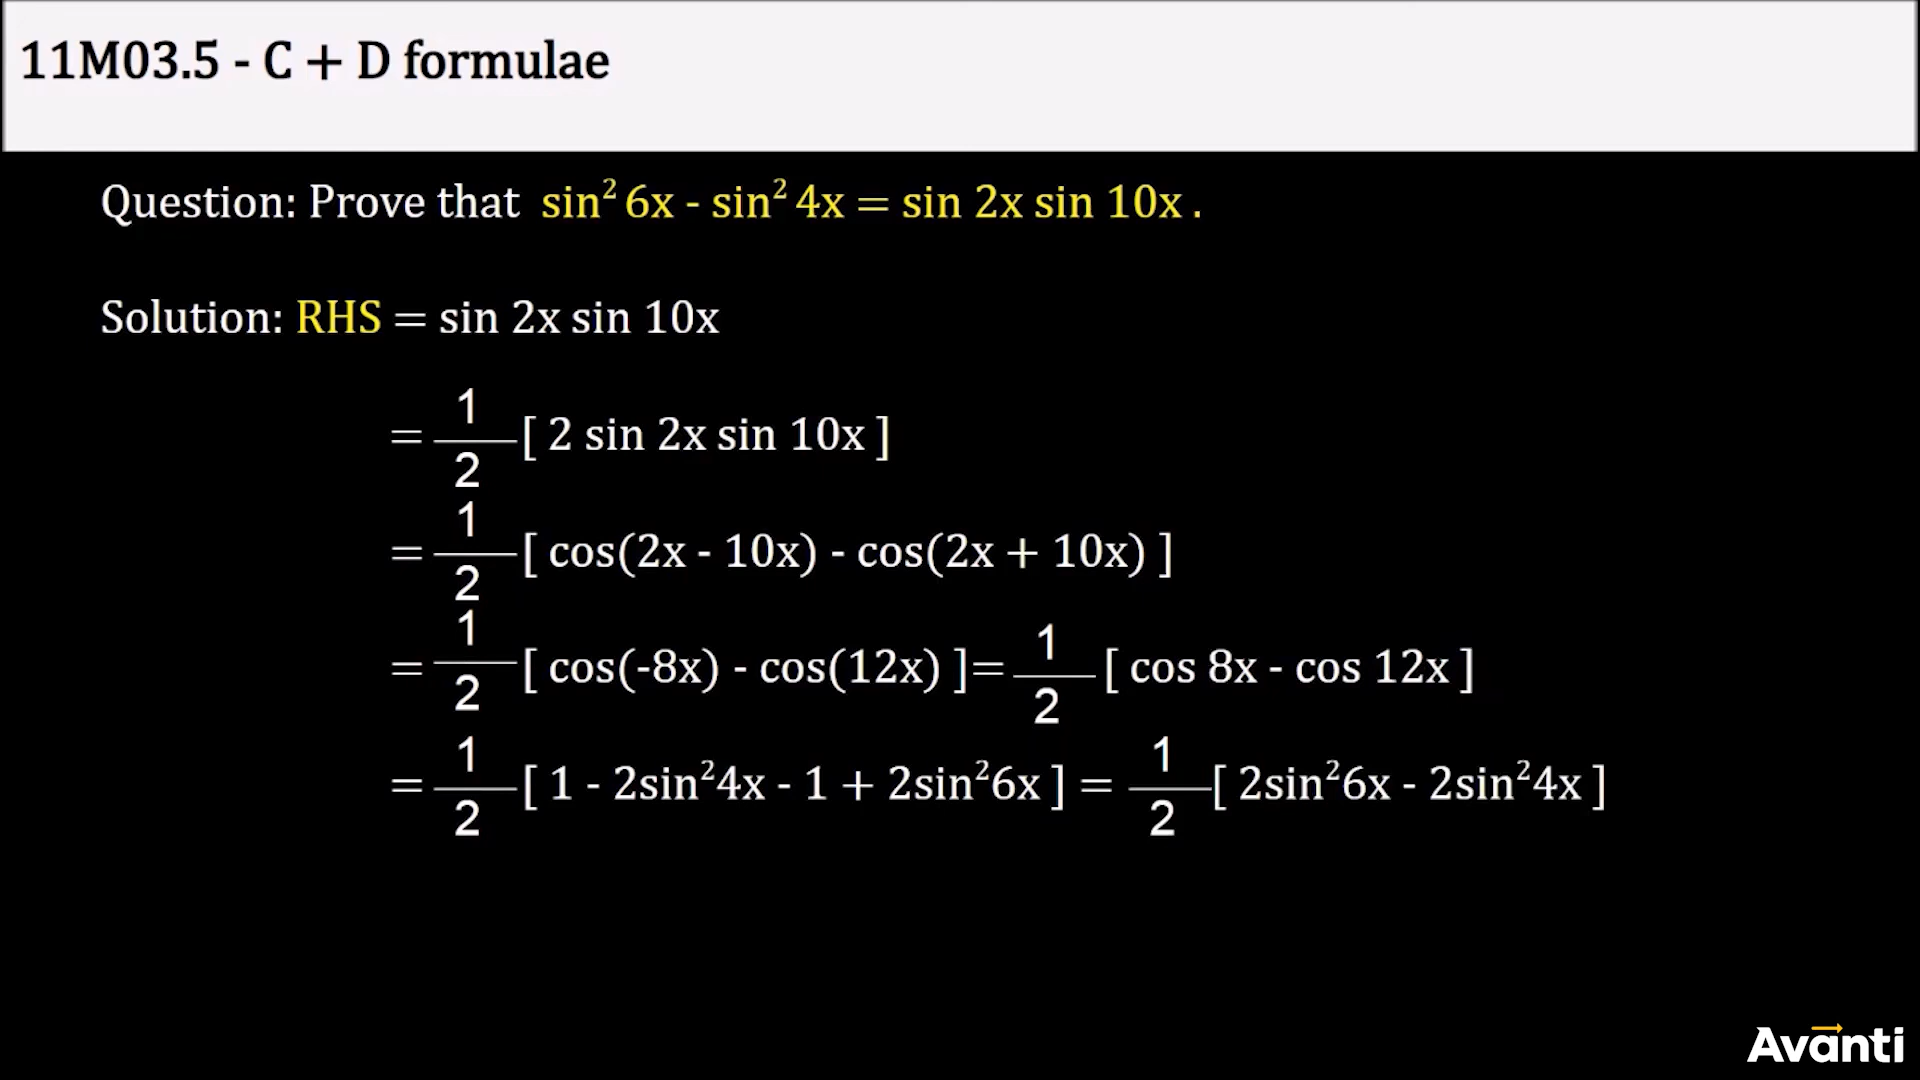 11M03.5 - C + D formulae
Question: Prove that sin² 6x - sin² 4x = sin 2x sin 10x .
Solution: RHS = sin 2x sin 10x
= 1/2 [ 2 sin 2x sin 10x ]
= 1/2 [ cos(2x - 10x) - cos(2x + 10x) ]
= 1/2 [ cos(-8x) - cos(12x) ]= 1/2 [ cos 8x - cos 12x ]
= 1/2 [ 1 - 2sin²4x - 1 + 2sin²6x ] = 1/2 [ 2sin²6x - 2sin²4x ]
Avanti